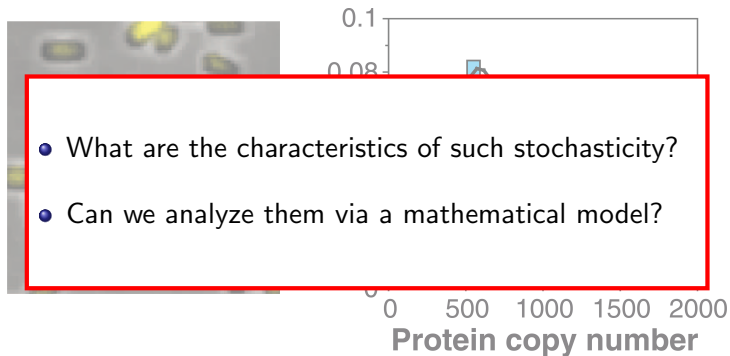 0.1
0.08
What are the characteristics of such stochasticity?
Can we analyze them via a mathematical model?
0
0 500 1000 1500 2000
Protein copy number